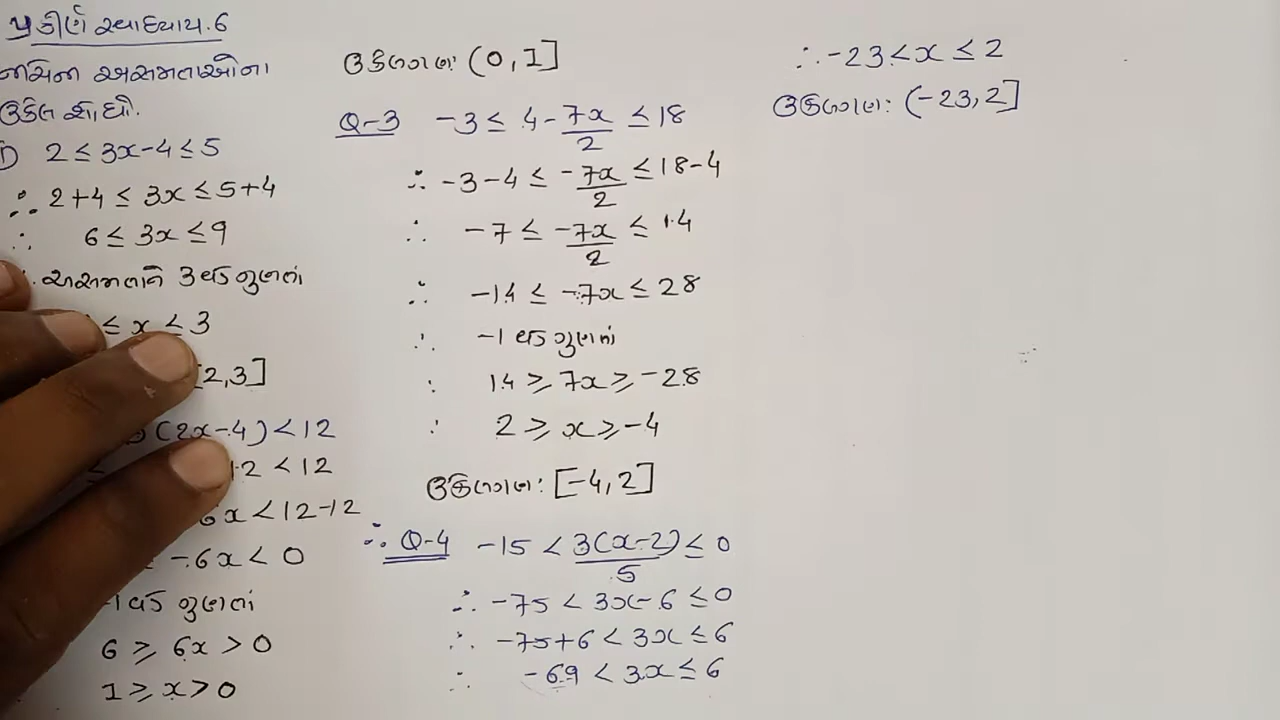 પ્રકીર્ણ સ્વાધ્યાય.6
નીચેના અસમતાઓના
ઉકેલ શોધો.
1) 2 ≤ 3x-4 ≤ 5
∴ 2+4 ≤ 3x ≤ 5+4
∴ 6 ≤ 3x ≤ 9
અસમતાને 3 વડે ગુણતાં
≤ x ≤ 3
[2,3]
(2x-4) < 12
12 < 12
6x < 12-12
-6x < 0
-1 વડે ગુણતાં
6 ≥ 6x > 0
1 ≥ x > 0
ઉકેલગણ: (0,1]
Q-3 -3 ≤ 4 - 7x/2 ≤ 18
∴ -3-4 ≤ -7x/2 ≤ 18-4
∴ -7 ≤ -7x/2 ≤ 14
∴ -14 ≤ -7x ≤ 28
∴ -1 વડે ગુણતાં
∴ 14 ≥ 7x ≥ -28
∴ 2 ≥ x ≥ -4
ઉકેલગણ: [-4,2]
∴ Q-4 -15 < 3(x-2)/5 ≤ 0
∴ -75 < 3x-6 ≤ 0
∴ -75+6 < 3x ≤ 6
∴ -69 < 3x ≤ 6
∴ -23 < x ≤ 2
ઉકેલગણ: (-23,2]